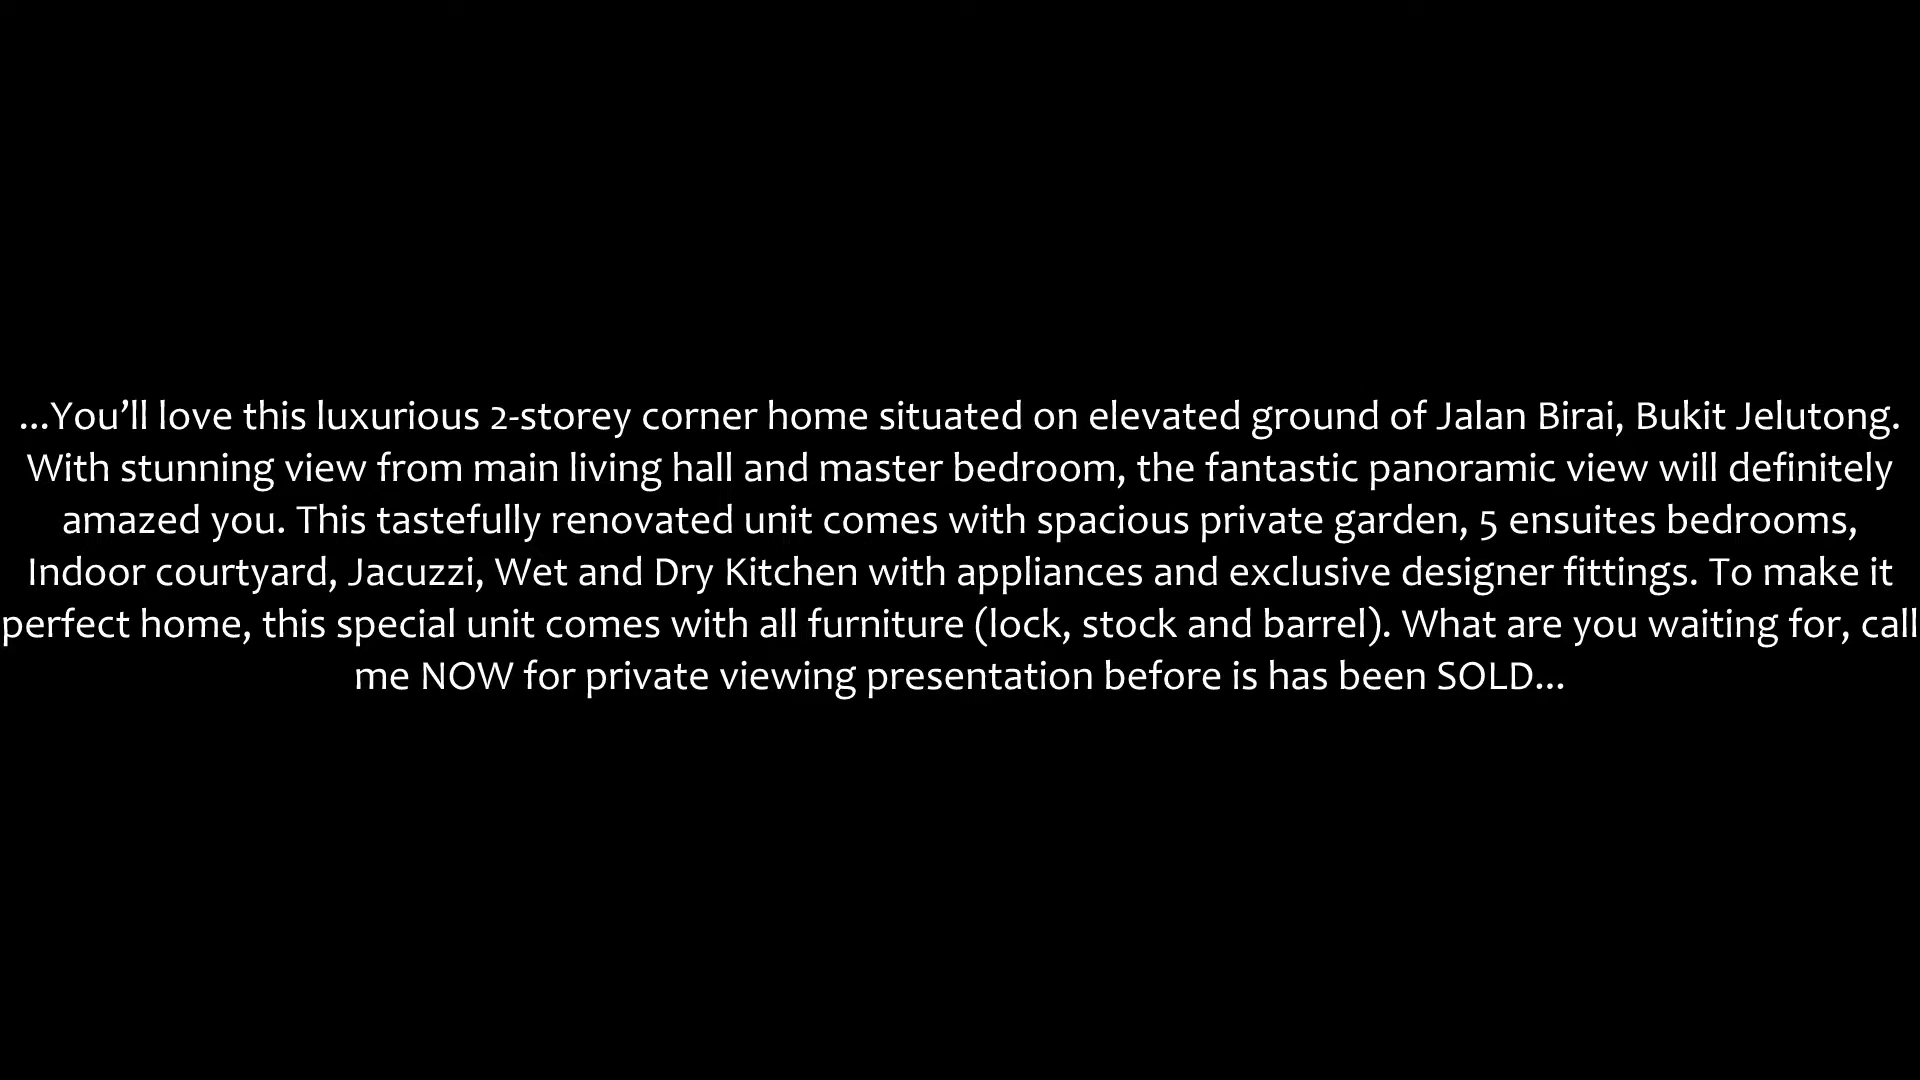 ...You’ll love this luxurious 2-storey corner home situated on elevated ground of Jalan Birai, Bukit Jelutong.
With stunning view from main living hall and master bedroom, the fantastic panoramic view will definitely
amazed you. This tastefully renovated unit comes with spacious private garden, 5 ensuites bedrooms,
Indoor courtyard, Jacuzzi, Wet and Dry Kitchen with appliances and exclusive designer fittings. To make it
perfect home, this special unit comes with all furniture (lock, stock and barrel). What are you waiting for, call
me NOW for private viewing presentation before is has been SOLD...